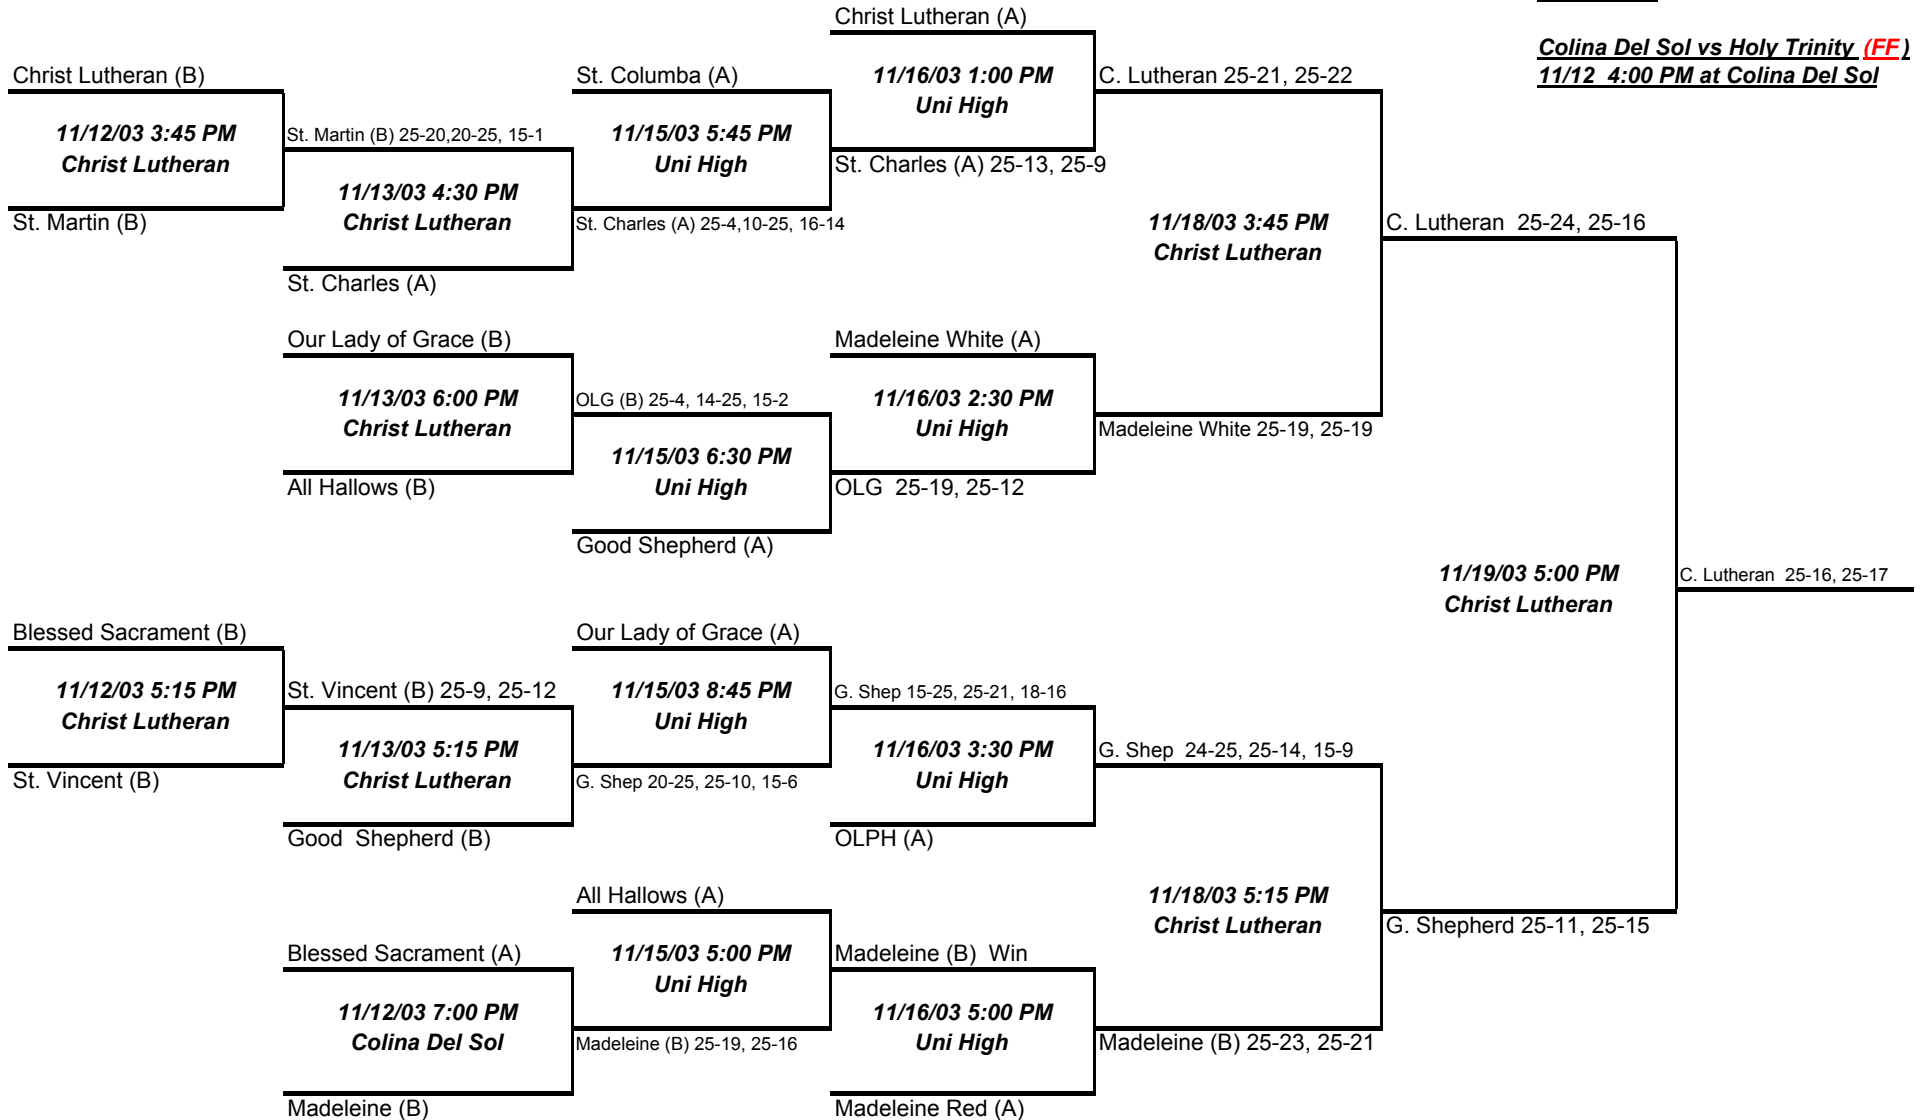 Christ Lutheran (A)
Colina Del Sol vs Holy Trinity (FF)
11/12 4:00 PM at Colina Del Sol
Christ Lutheran (B)
St. Columba (A)
11/16/03 1:00 PM
Uni High
C. Lutheran 25-21, 25-22
11/12/03 3:45 PM
Christ Lutheran
St. Martin (B) 25-20,20-25, 15-1
11/15/03 5:45 PM
Uni High
St. Charles (A) 25-13, 25-9
11/13/03 4:30 PM
Christ Lutheran
St. Martin (B)
St. Charles (A) 25-4,10-25, 16-14
11/18/03 3:45 PM
Christ Lutheran
C. Lutheran 25-24, 25-16
St. Charles (A)
Our Lady of Grace (B)
Madeleine White (A)
11/13/03 6:00 PM
Christ Lutheran
OLG (B) 25-4, 14-25, 15-2
11/16/03 2:30 PM
Uni High
Madeleine White 25-19, 25-19
11/15/03 6:30 PM
Uni High
All Hallows (B)
OLG 25-19, 25-12
Good Shepherd (A)
11/19/03 5:00 PM
Christ Lutheran
C. Lutheran 25-16, 25-17
Blessed Sacrament (B)
Our Lady of Grace (A)
11/12/03 5:15 PM
Christ Lutheran
St. Vincent (B) 25-9, 25-12
11/15/03 8:45 PM
Uni High
G. Shep 15-25, 25-21, 18-16
11/13/03 5:15 PM
Christ Lutheran
11/16/03 3:30 PM
Uni High
G. Shep 24-25, 25-14, 15-9
St. Vincent (B)
G. Shep 20-25, 25-10, 15-6
Good Shepherd (B)
OLPH (A)
All Hallows (A)
11/18/03 5:15 PM
Christ Lutheran
G. Shepherd 25-11, 25-15
Blessed Sacrament (A)
11/15/03 5:00 PM
Uni High
Madeleine (B) Win
11/12/03 7:00 PM
Colina Del Sol
Madeleine (B) 25-19, 25-16
11/16/03 5:00 PM
Uni High
Madeleine (B) 25-23, 25-21
Madeleine (B)
Madeleine Red (A)